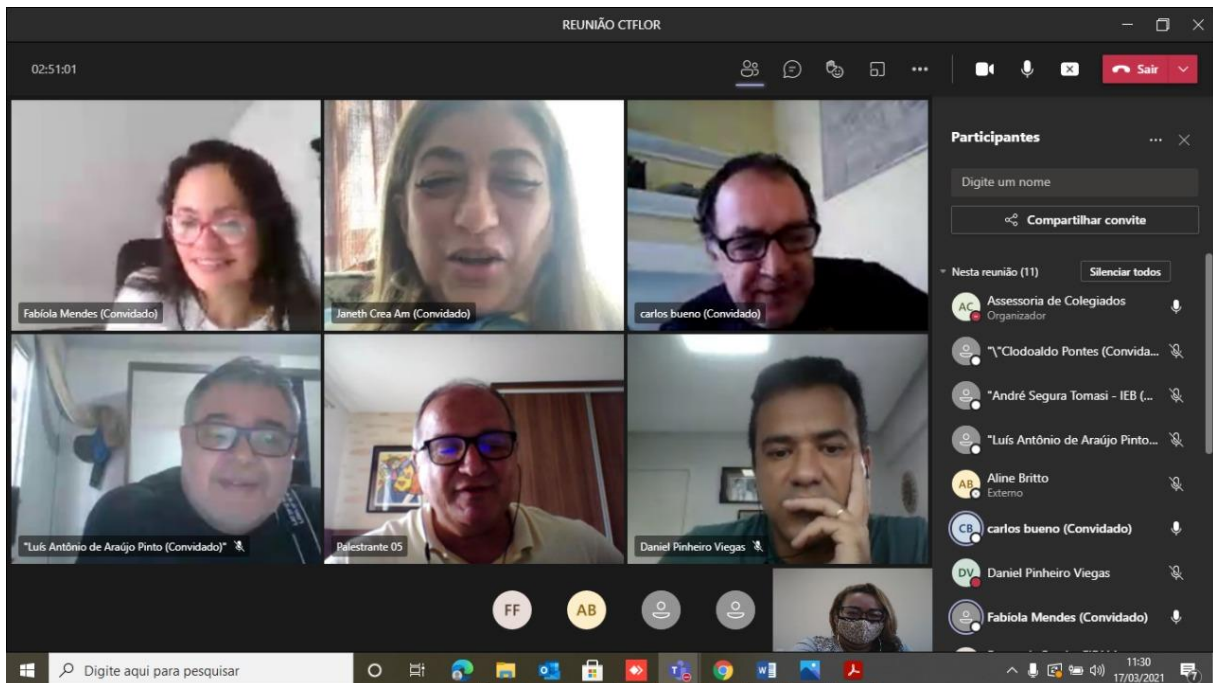 REUNIÃO CTFLOR
02:51:01
Sair
Fabíola Mendes (Convidado)
Janeth Crea Am (Convidado)
carlos bueno (Convidado)
"Luís Antônio de Araújo Pinto (Convidado)"
Palestrante 05
Daniel Pinheiro Viegas
FF
AB
Participantes
Digite um nome
Compartilhar convite
Nesta reunião (11)
Silenciar todos
AC
Assessoria de Colegiados
Organizador
"\"Clodoaldo Pontes (Convida...
"André Segura Tomasi - IEB (...
"Luís Antônio de Araújo Pinto...
AB
Aline Britto
Externo
CB
carlos bueno (Convidado)
DV
Daniel Pinheiro Viegas
Fabíola Mendes (Convidado)
Digite aqui para pesquisar
11:30
17/03/2021